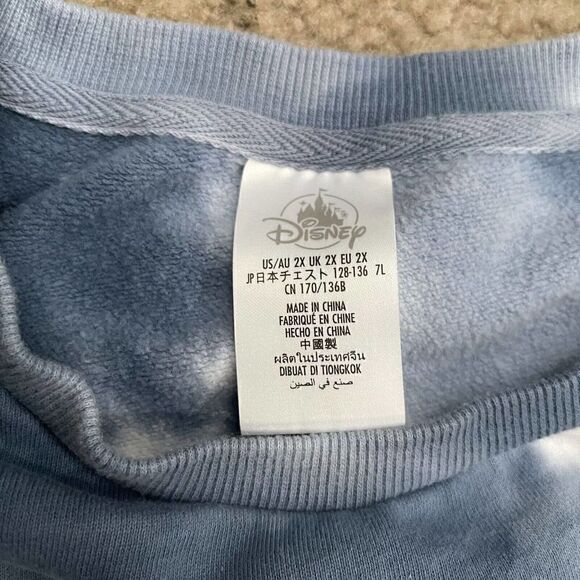 Disney
US/AU 2X UK 2X EU 2X
JP日本チェスト 128-136 7L
CN 170/136B
MADE IN CHINA
FABRIQUÉ EN CHINE
HECHO EN CHINA
中國製
ผลิตในประเทศจีน
DIBUAT DI TIONGKOK
صنع في الصين